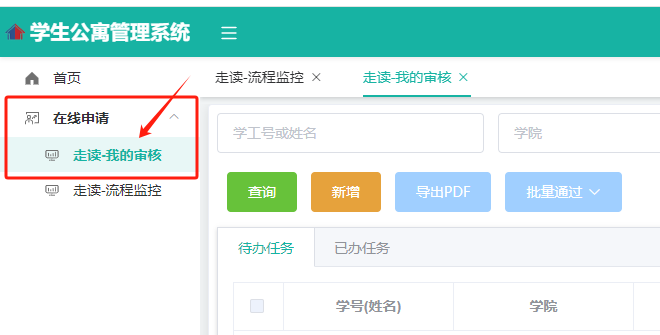 学生公寓管理系统
首页
走读-流程监控
走读-我的审核
在线申请
走读-我的审核
走读-流程监控
学工号或姓名
学院
查询
新增
导出PDF
批量通过
待办任务
已办任务
学号(姓名)
学院